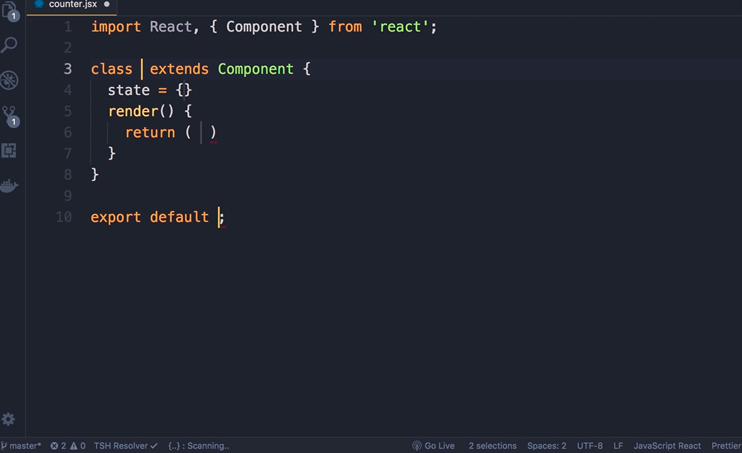 counter.jsx
1 import React, { Component } from 'react';
2
3 class extends Component {
4 state = {}
5 render() {
6 return ( )
7 }
8 }
9
10 export default ;
1
1
master* 2 0 TSH Resolver ✓ {..} : Scanning.. Go Live 2 selections Spaces: 2 UTF-8 LF JavaScript React Prettier